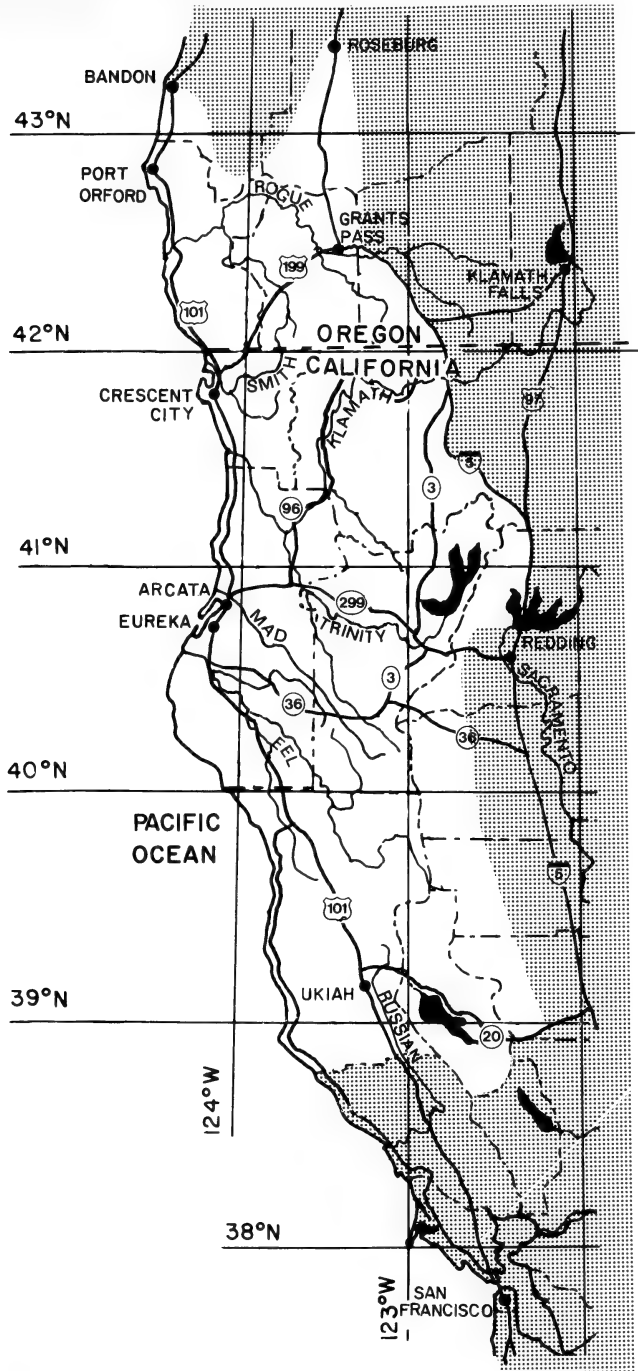 ROSEBURG
BANDON
43°N
PORT
ORFORD
ROGUE
GRANTS
PASS
199
KLAMATH
FALLS
101
42°N
OREGON
CALIFORNIA
SMITH
KLAMATH
CRESCENT
CITY
97
5
3
96
41°N
ARCATA
299
EUREKA
MAD
TRINITY
REDDING
SACRAMENTO
3
36
36
EEL
40°N
PACIFIC
OCEAN
5
101
UKIAH
RUSSIAN
39°N
20
124°W
38°N
123°W
SAN
FRANCISCO